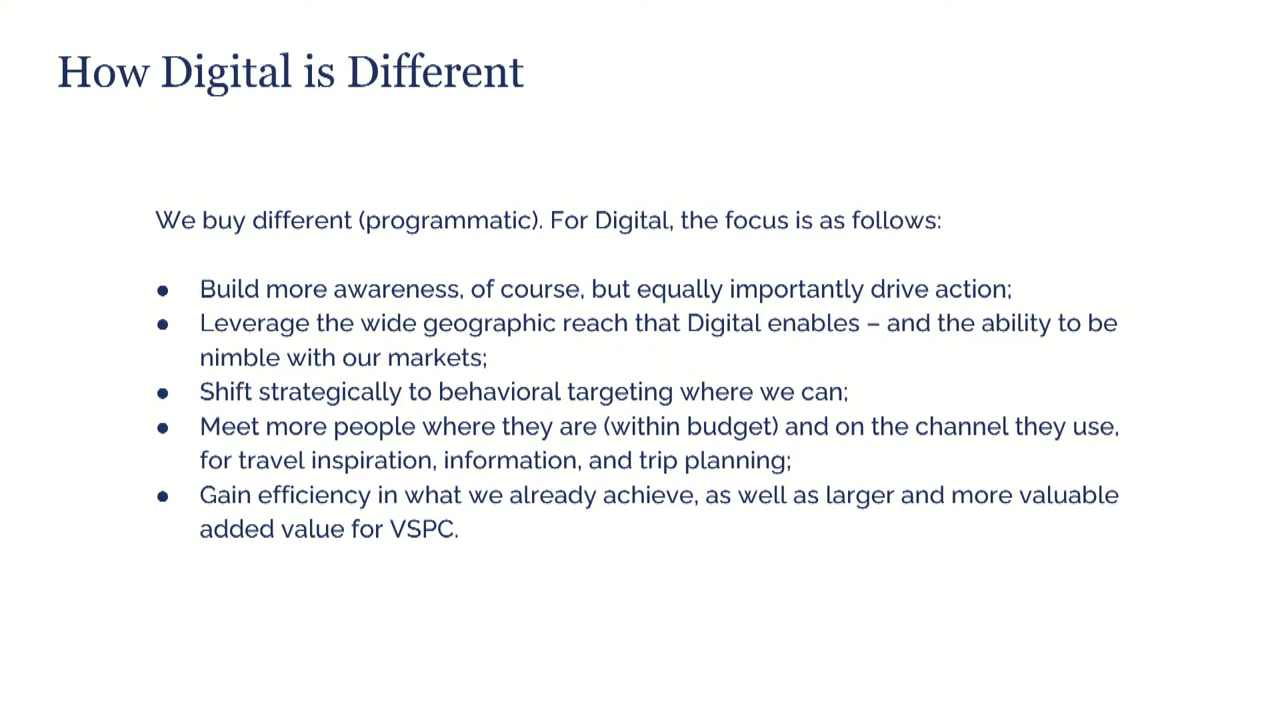 How Digital is Different
We buy different (programmatic). For Digital, the focus is as follows:
● Build more awareness, of course, but equally importantly drive action;
● Leverage the wide geographic reach that Digital enables – and the ability to be
nimble with our markets;
● Shift strategically to behavioral targeting where we can;
● Meet more people where they are (within budget) and on the channel they use,
for travel inspiration, information, and trip planning;
● Gain efficiency in what we already achieve, as well as larger and more valuable
added value for VSPC.